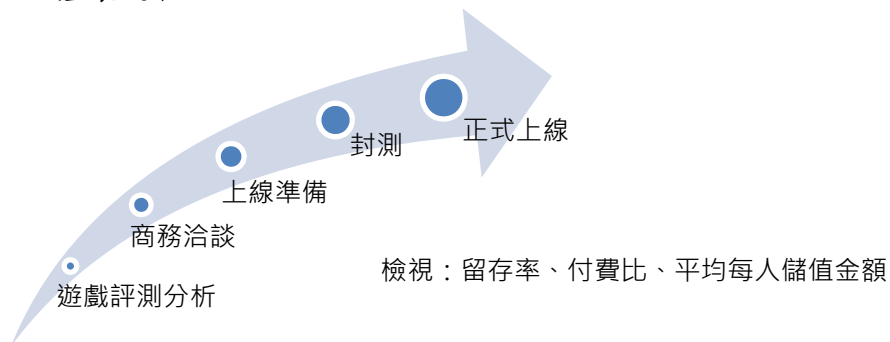 正式上線
封測
上線準備
商務洽談
檢視：留存率、付費比、平均每人儲值金額
遊戲評測分析